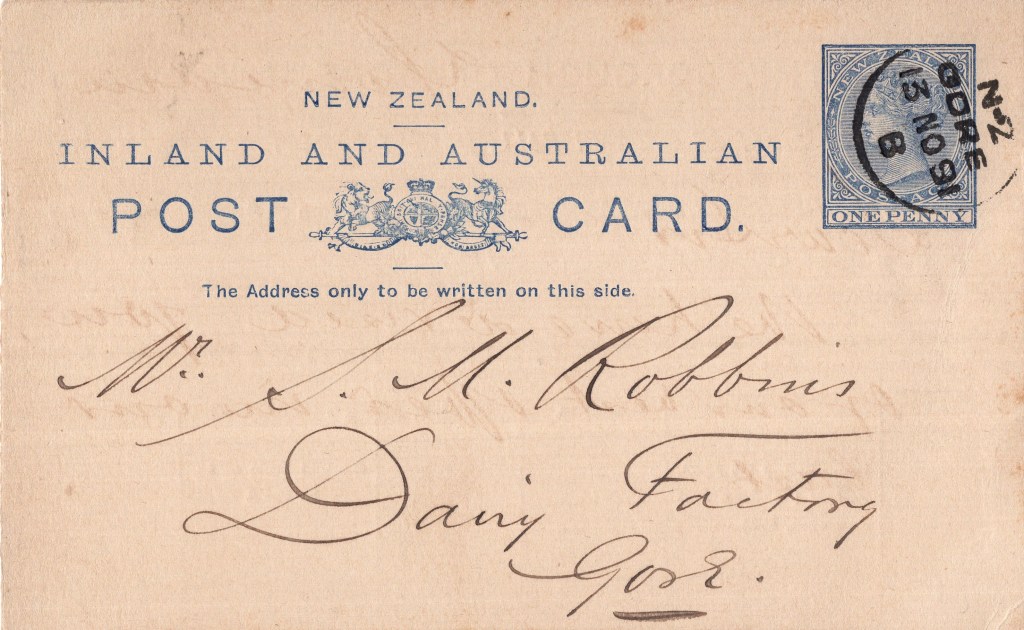 NEW ZEALAND.
INLAND AND AUSTRALIAN
POST CARD.
The Address only to be written on this side.
NEW ZEALAND
POSTAGE
ONE PENNY
N·Z
GORE
13 NO 91
B
Mr. S. M. Robbins
Dairy Factory
Gore.